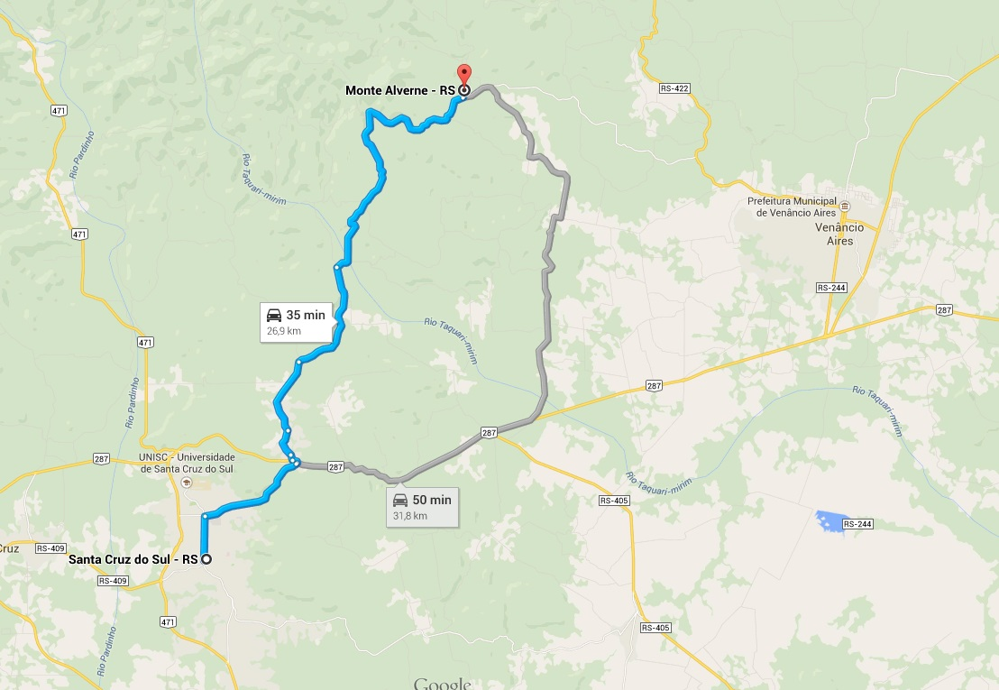 RS-422
Monte Alverne - RS
471
Rio Pardinho
Rio Taquari-mirim
Prefeitura Municipal
de Venâncio Aires
Venâncio
Aires
471
RS-244
35 min
26,9 km
287
Rio Taquari-mirim
471
287
Rio Pardinho
Rio Taquari-mirim
287
UNISC - Universidade
de Santa Cruz do Sul
287
287
Rio Taquari-mirim
50 min
31,8 km
RS-405
RS-244
Cruz
RS-409
Santa Cruz do Sul - RS
RS-409
471
RS-405
Rio Pardinho
Google